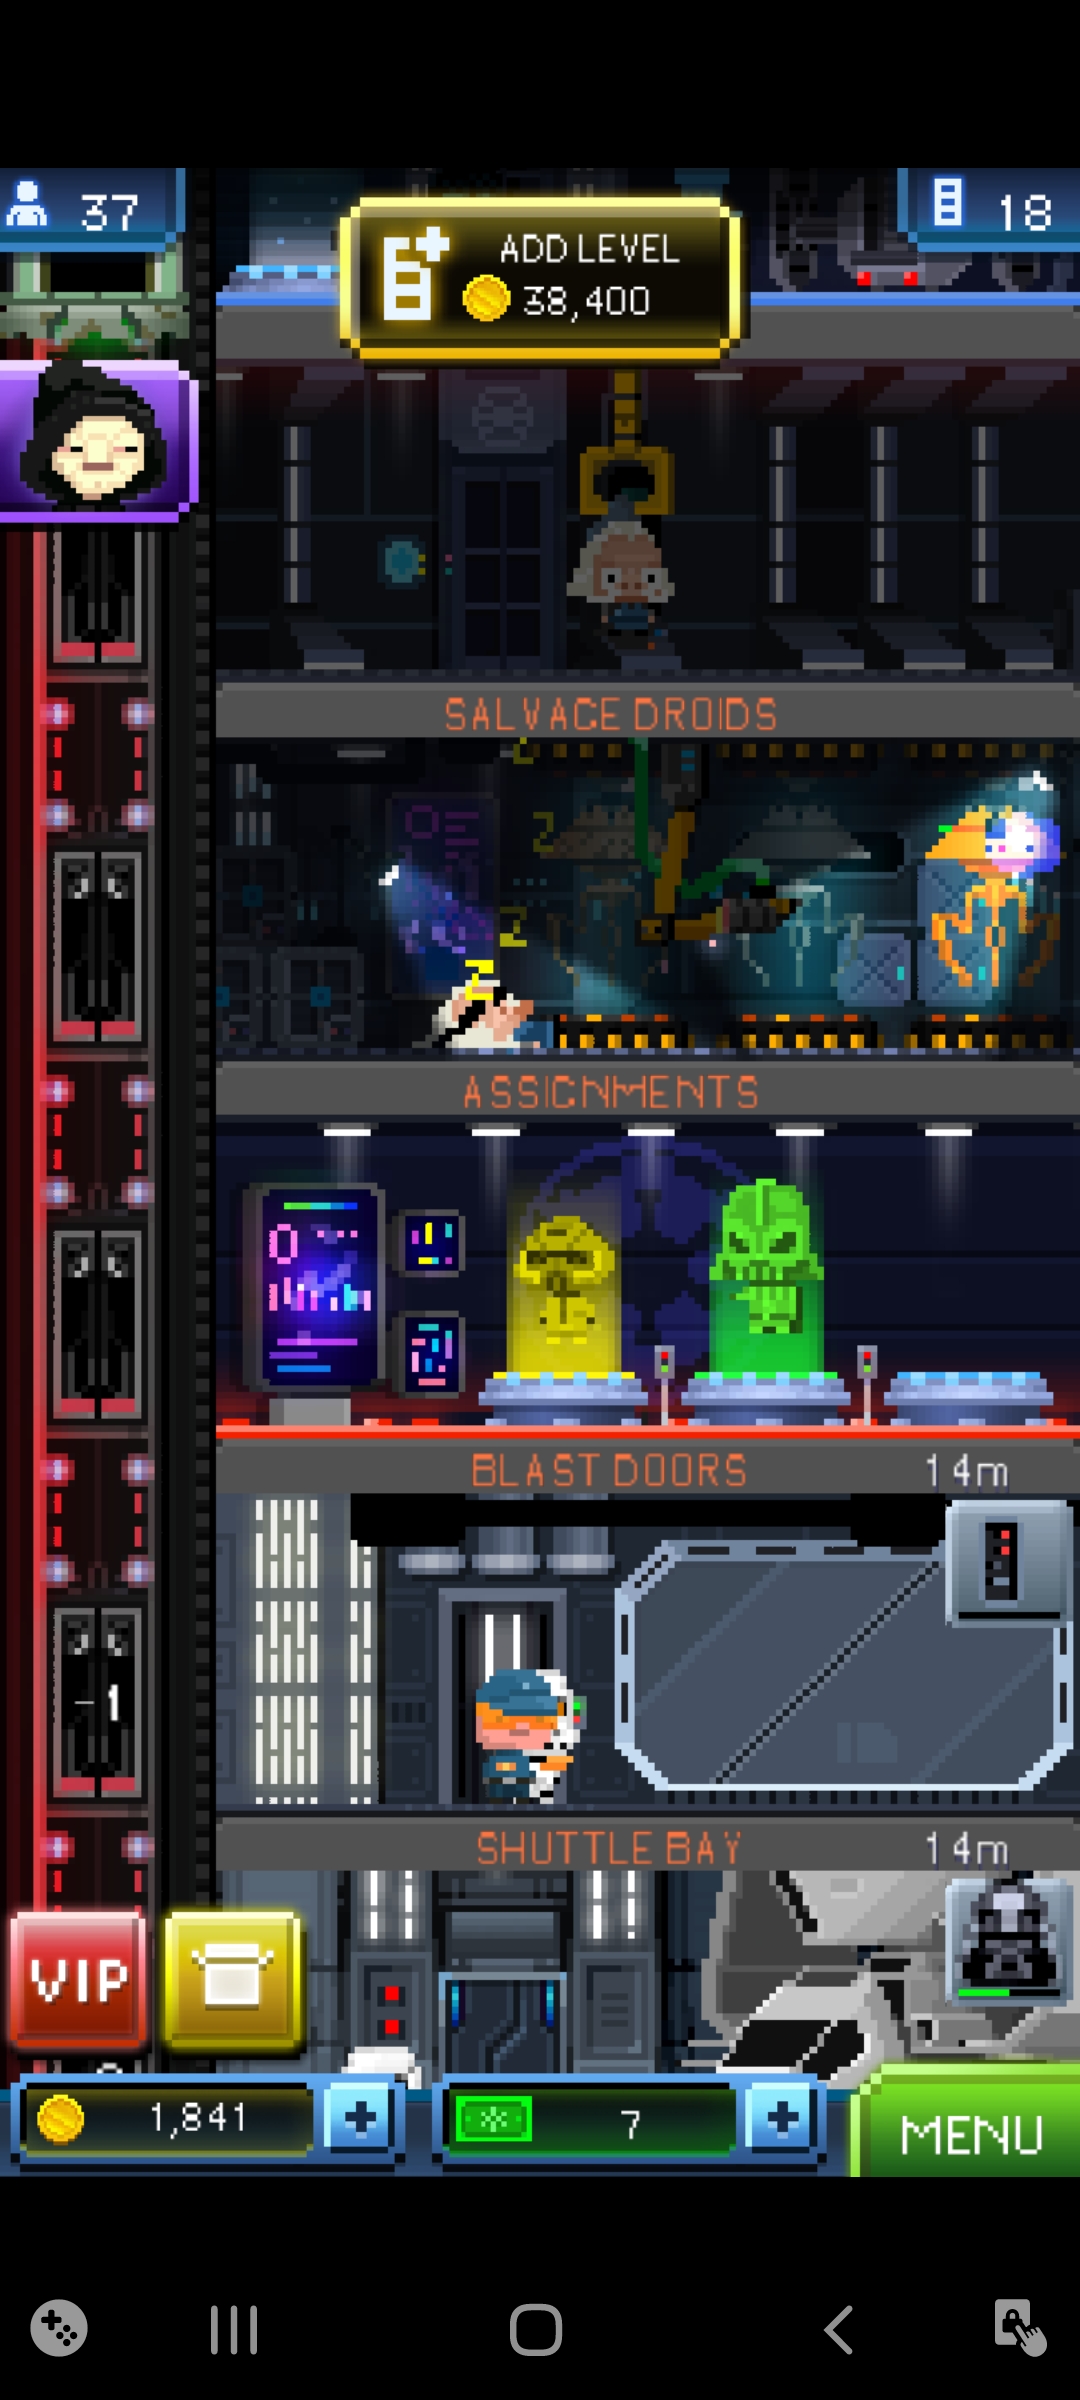 37
18
ADD LEVEL
38,400
SALVAGE DROIDS
Z
Z
Z
Z
ASSIGNMENTS
BLAST DOORS 14m
-1
SHUTTLE BAY 14m
VIP
1,841
7
MENU